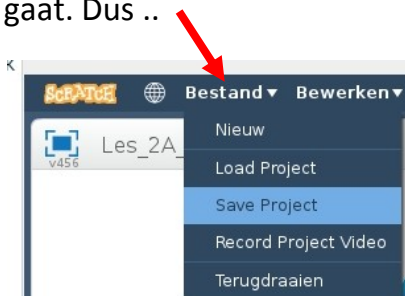 gaat. Dus ..
K
SCRATCH Bestand▾ Bewerken▾
Nieuw
Les_2A_
v456
Load Project
Save Project
Record Project Video
Terugdraaien